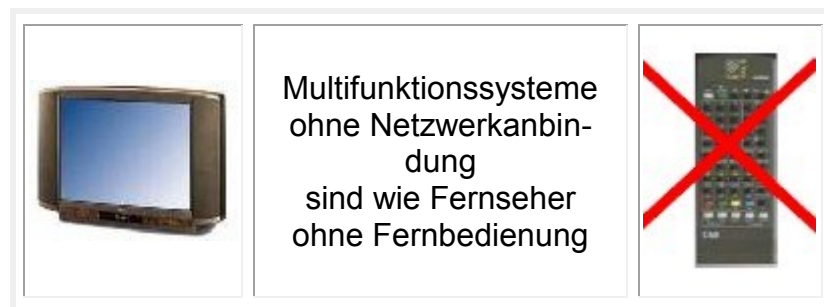 Multifunktionssysteme
ohne Netzwerkanbin-
dung
sind wie Fernseher
ohne Fernbedienung